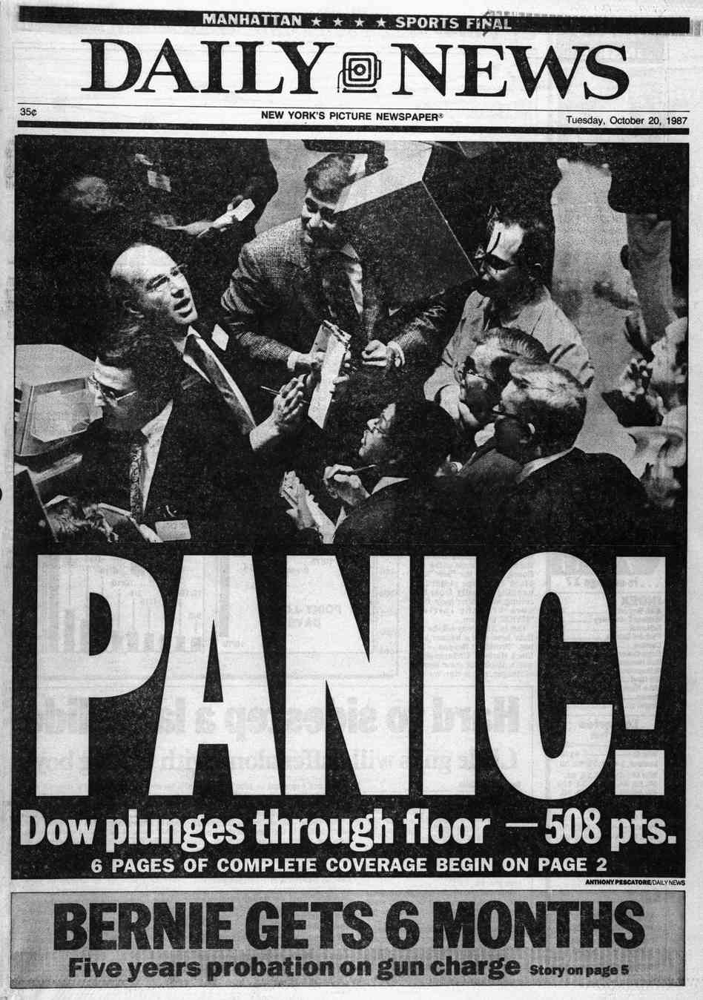 MANHATTAN ★ ★ ★ ★ SPORTS FINAL
DAILY NEWS
35¢
NEW YORK'S PICTURE NEWSPAPER®
Tuesday, October 20, 1987
PANIC!
Dow plunges through floor — 508 pts.
6 PAGES OF COMPLETE COVERAGE BEGIN ON PAGE 2
ANTHONY PESCATORE/DAILY NEWS
BERNIE GETS 6 MONTHS
Five years probation on gun charge Story on page 5